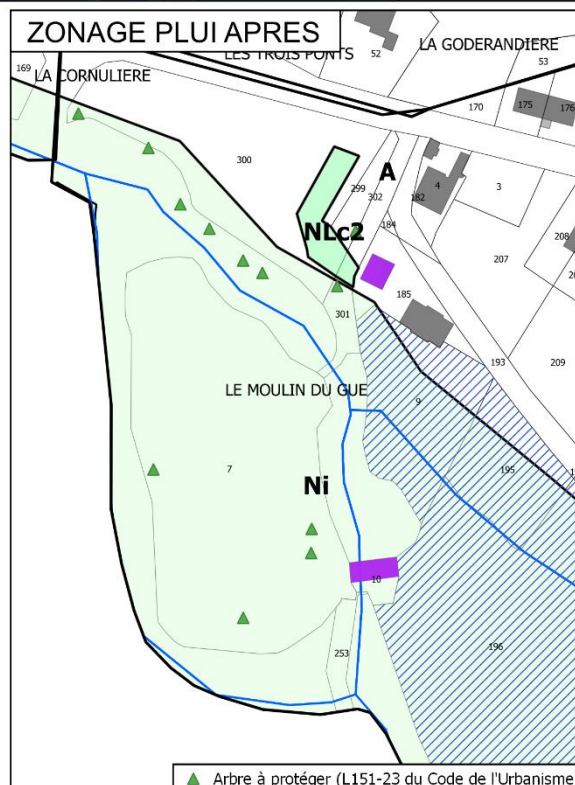 ZONAGE PLUI APRES
LES TROIS PONTS
52
LA GODERANDIERE
53
169
LA CORNULIERE
170
175
176
300
299
A
302
4
182
3
NLc2
184
208
207
185
301
193
209
LE MOULIN DU GUE
9
7
195
Ni
10
196
253
Arbre à protéger (L151-23 du Code de l'Urbanisme